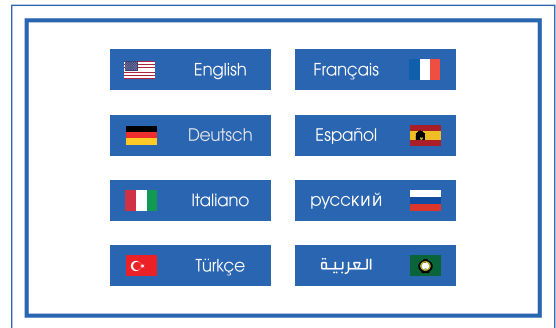 English
Français
Deutsch
Español
Italiano
русский
Türkçe
العربية